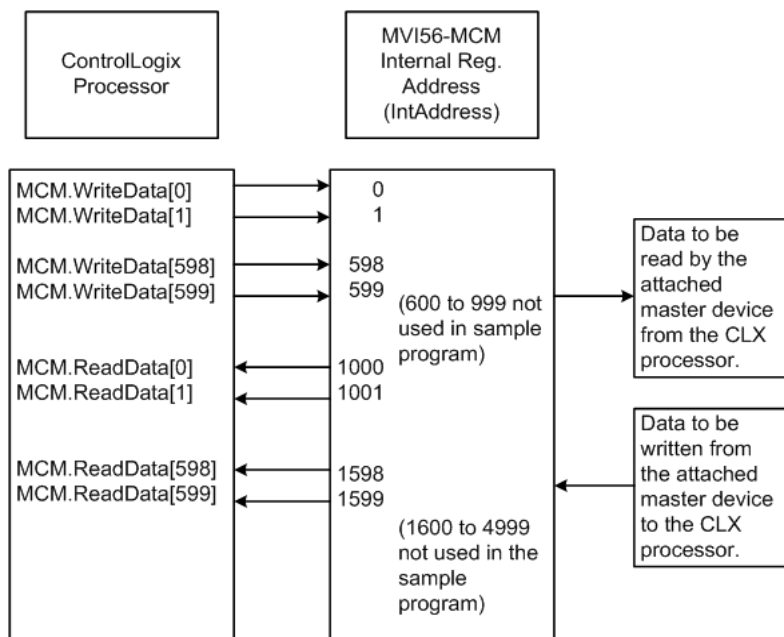 ControlLogix
Processor
MVI56-MCM
Internal Reg.
Address
(IntAddress)
MCM.WriteData[0]
MCM.WriteData[1]
MCM.WriteData[598]
MCM.WriteData[599]
MCM.ReadData[0]
MCM.ReadData[1]
MCM.ReadData[598]
MCM.ReadData[599]
0
1
598
599
(600 to 999 not
used in sample
program)
1000
1001
1598
1599
(1600 to 4999
not used in the
sample
program)
Data to be
read by the
attached
master device
from the CLX
processor.
Data to be
written from
the attached
master device
to the CLX
processor.